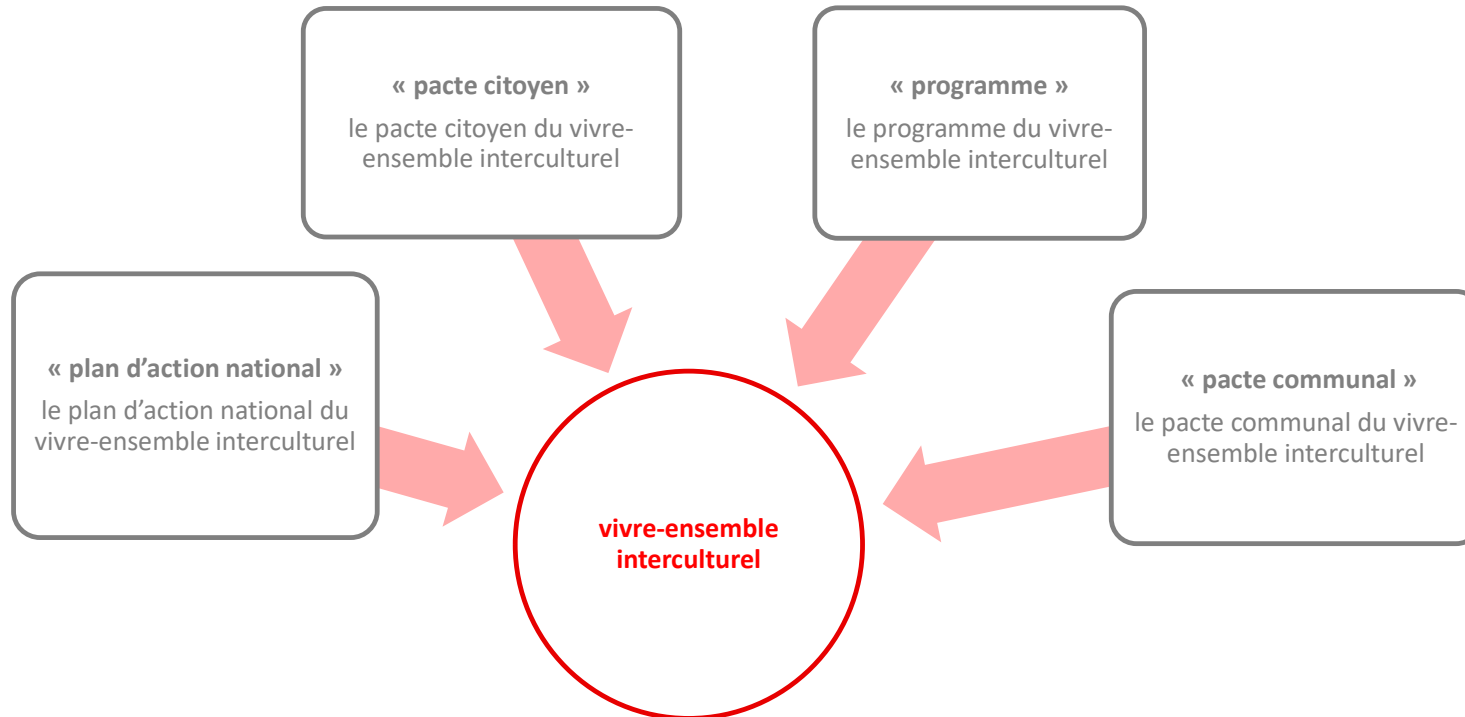 « pacte citoyen »
le pacte citoyen du vivre-
ensemble interculturel
« programme »
le programme du vivre-
ensemble interculturel
« plan d’action national »
le plan d’action national du
vivre-ensemble interculturel
« pacte communal »
le pacte communal du vivre-
ensemble interculturel
vivre-ensemble
interculturel